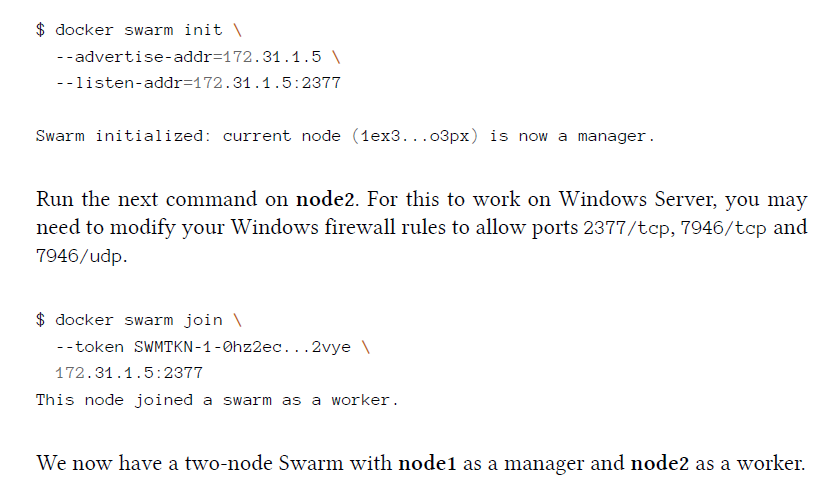 $ docker swarm init \
--advertise-addr=172.31.1.5 \
--listen-addr=172.31.1.5:2377
Swarm initialized: current node (1ex3...o3px) is now a manager.
Run the next command on node2. For this to work on Windows Server, you may
need to modify your Windows firewall rules to allow ports 2377/tcp, 7946/tcp and
7946/udp.
$ docker swarm join \
--token SWMTKN-1-0hz2ec...2vye \
172.31.1.5:2377
This node joined a swarm as a worker.
We now have a two-node Swarm with node1 as a manager and node2 as a worker.